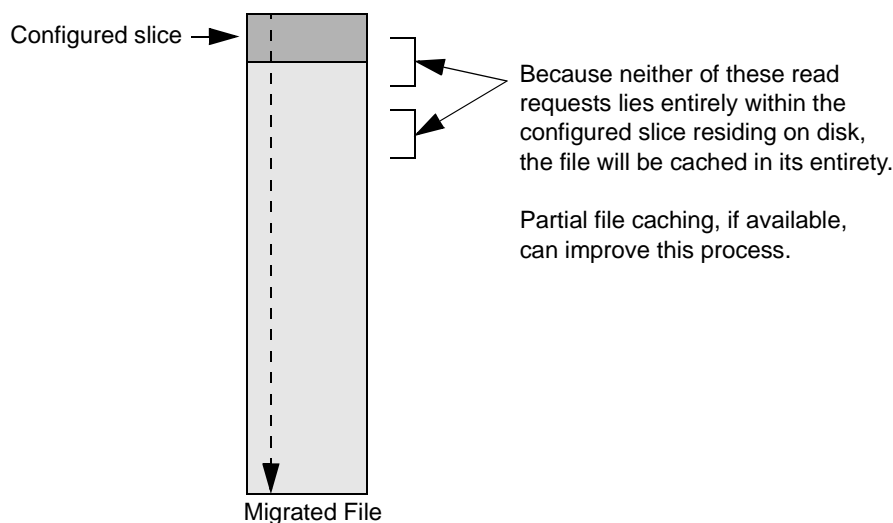 Configured slice
Because neither of these read
requests lies entirely within the
configured slice residing on disk,
the file will be cached in its entirety.
Partial file caching, if available,
can improve this process.
Migrated File